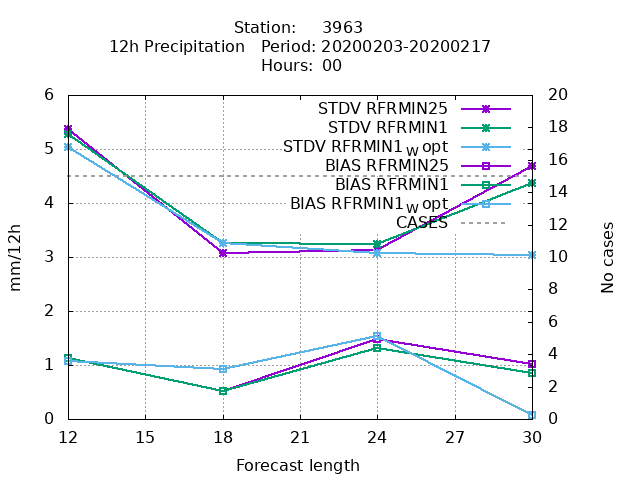 Station: 3963
12h Precipitation Period: 20200203-20200217
Hours: 00
6 20
STDV RFRMIN25
18
STDV RFRMIN1
5
STDV RFRMIN1w opt
16
BIAS RFRMIN25
BIAS RFRMIN1
14
4
BIAS RFRMIN1w opt
12
CASES
3 10
mm/12h
No cases
8
2
6
4
1
2
0 0
12 15 18 21 24 27 30
Forecast length